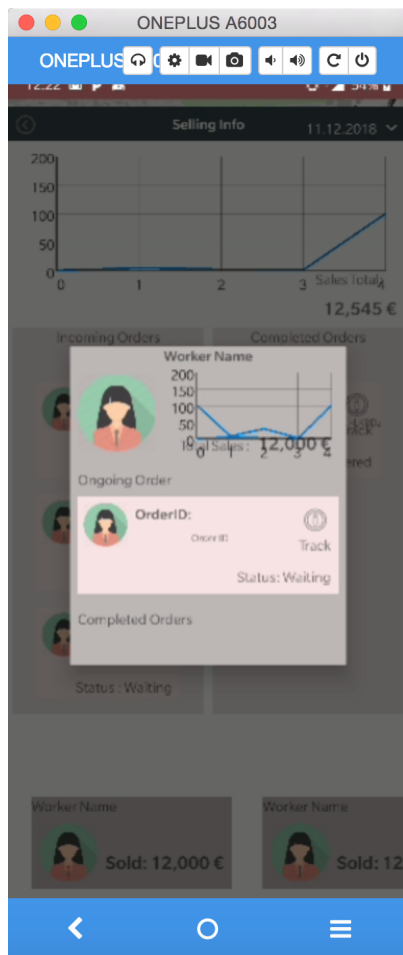 ONEPLUS A6003
ONEPLUS
12:22
54%
Selling Info
11.12.2018
200
150
100
50
0
0 1 2 3 4
Sales Total:
12,545 €
Incoming Orders
Completed Orders
Worker Name
200
150
100
50
0
0 1 2 3 4
Total Sales :
12,000 €
Track
Ongoing Order
OrderID:
Order ID
Track
Status: Waiting
Completed Orders
Status : Waiting
Worker Name
Worker Name
Sold: 12,000 €
Sold: 12